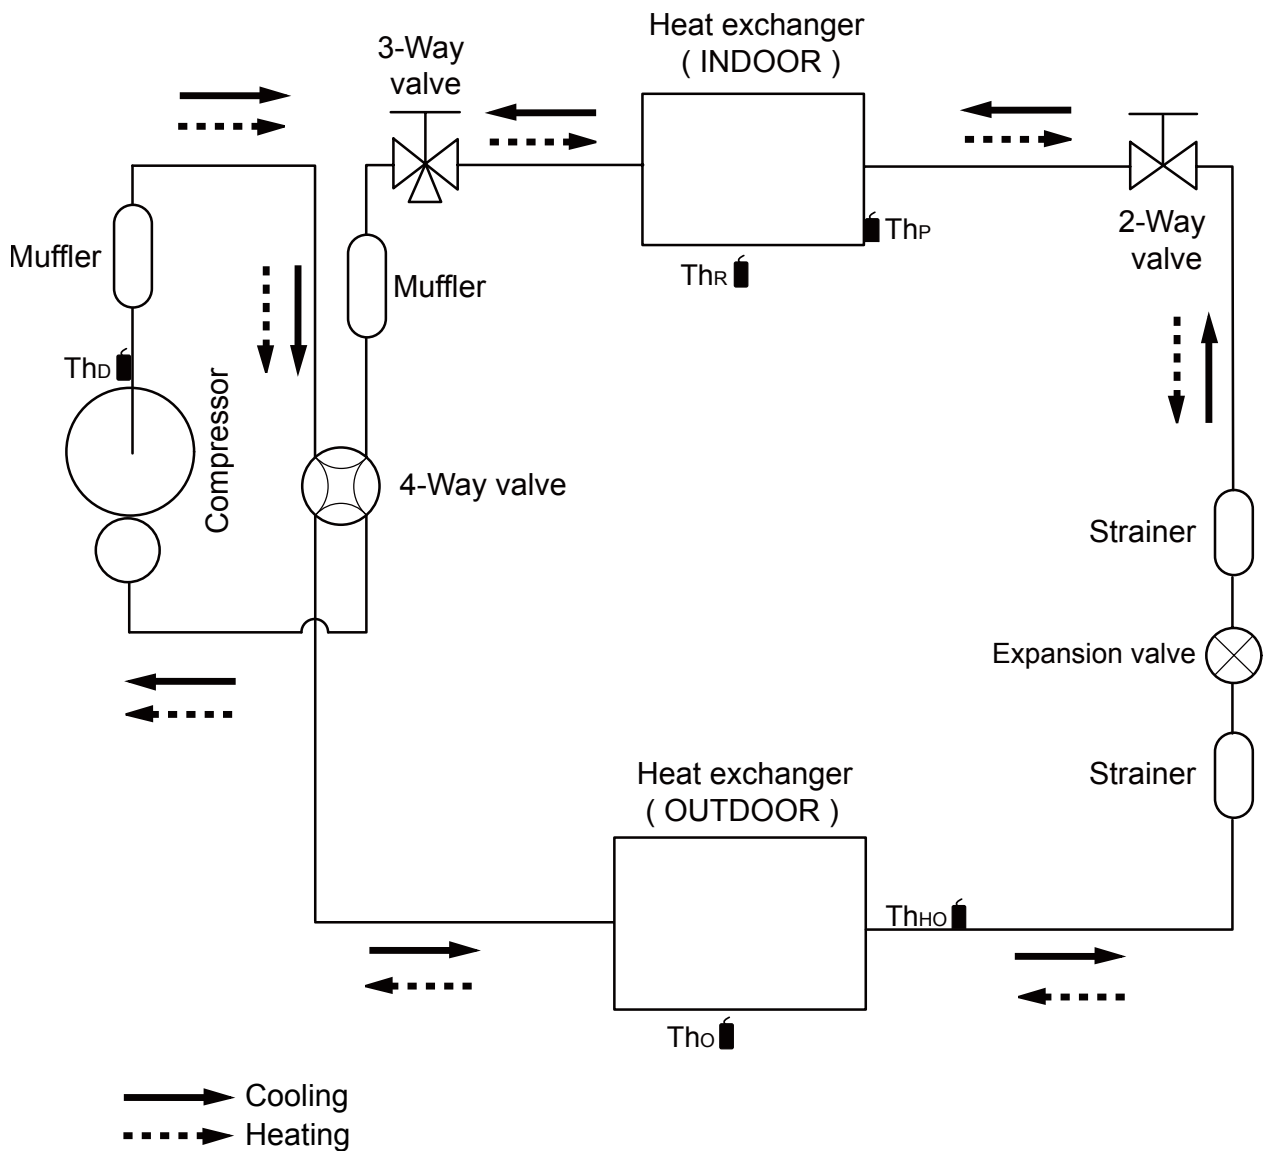 Heat exchanger
( INDOOR )
3-Way
valve
2-Way
valve
ThP
ThR
Muffler
Muffler
ThD
Compressor
4-Way valve
Strainer
Expansion valve
Strainer
Heat exchanger
( OUTDOOR )
ThHO
ThO
Cooling
Heating